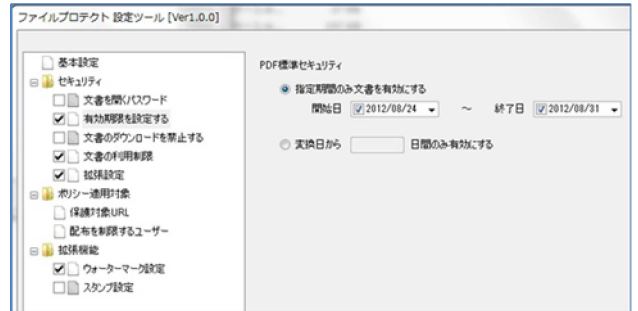 ファイルプロテクト 設定ツール [Ver1.0.0]
基本設定
セキュリティ
文書を開くパスワード
有効期限を設定する
文書のダウンロードを禁止する
文書の利用制限
拡張設定
ポリシー適用対象
保護対象URL
配布を制限するユーザー
拡張機能
ウォーターマーク設定
スタンプ設定
PDF標準セキュリティ
指定期間のみ文書を有効にする
開始日 2012/08/24 ～ 終了日 2012/08/31
変換日から 日間のみ有効にする